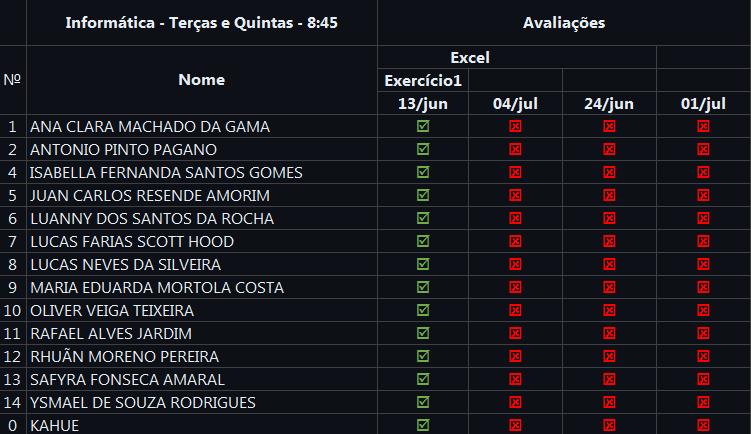 Informática - Terças e Quintas - 8:45 Avaliações
Excel
Nº Nome Exercício1
13/jun 04/jul 24/jun 01/jul
1 ANA CLARA MACHADO DA GAMA
2 ANTONIO PINTO PAGANO
4 ISABELLA FERNANDA SANTOS GOMES
5 JUAN CARLOS RESENDE AMORIM
6 LUANNY DOS SANTOS DA ROCHA
7 LUCAS FARIAS SCOTT HOOD
8 LUCAS NEVES DA SILVEIRA
9 MARIA EDUARDA MORTOLA COSTA
10 OLIVER VEIGA TEIXEIRA
11 RAFAEL ALVES JARDIM
12 RHUÃN MORENO PEREIRA
13 SAFYRA FONSECA AMARAL
14 YSMAEL DE SOUZA RODRIGUES
0 KAHUE